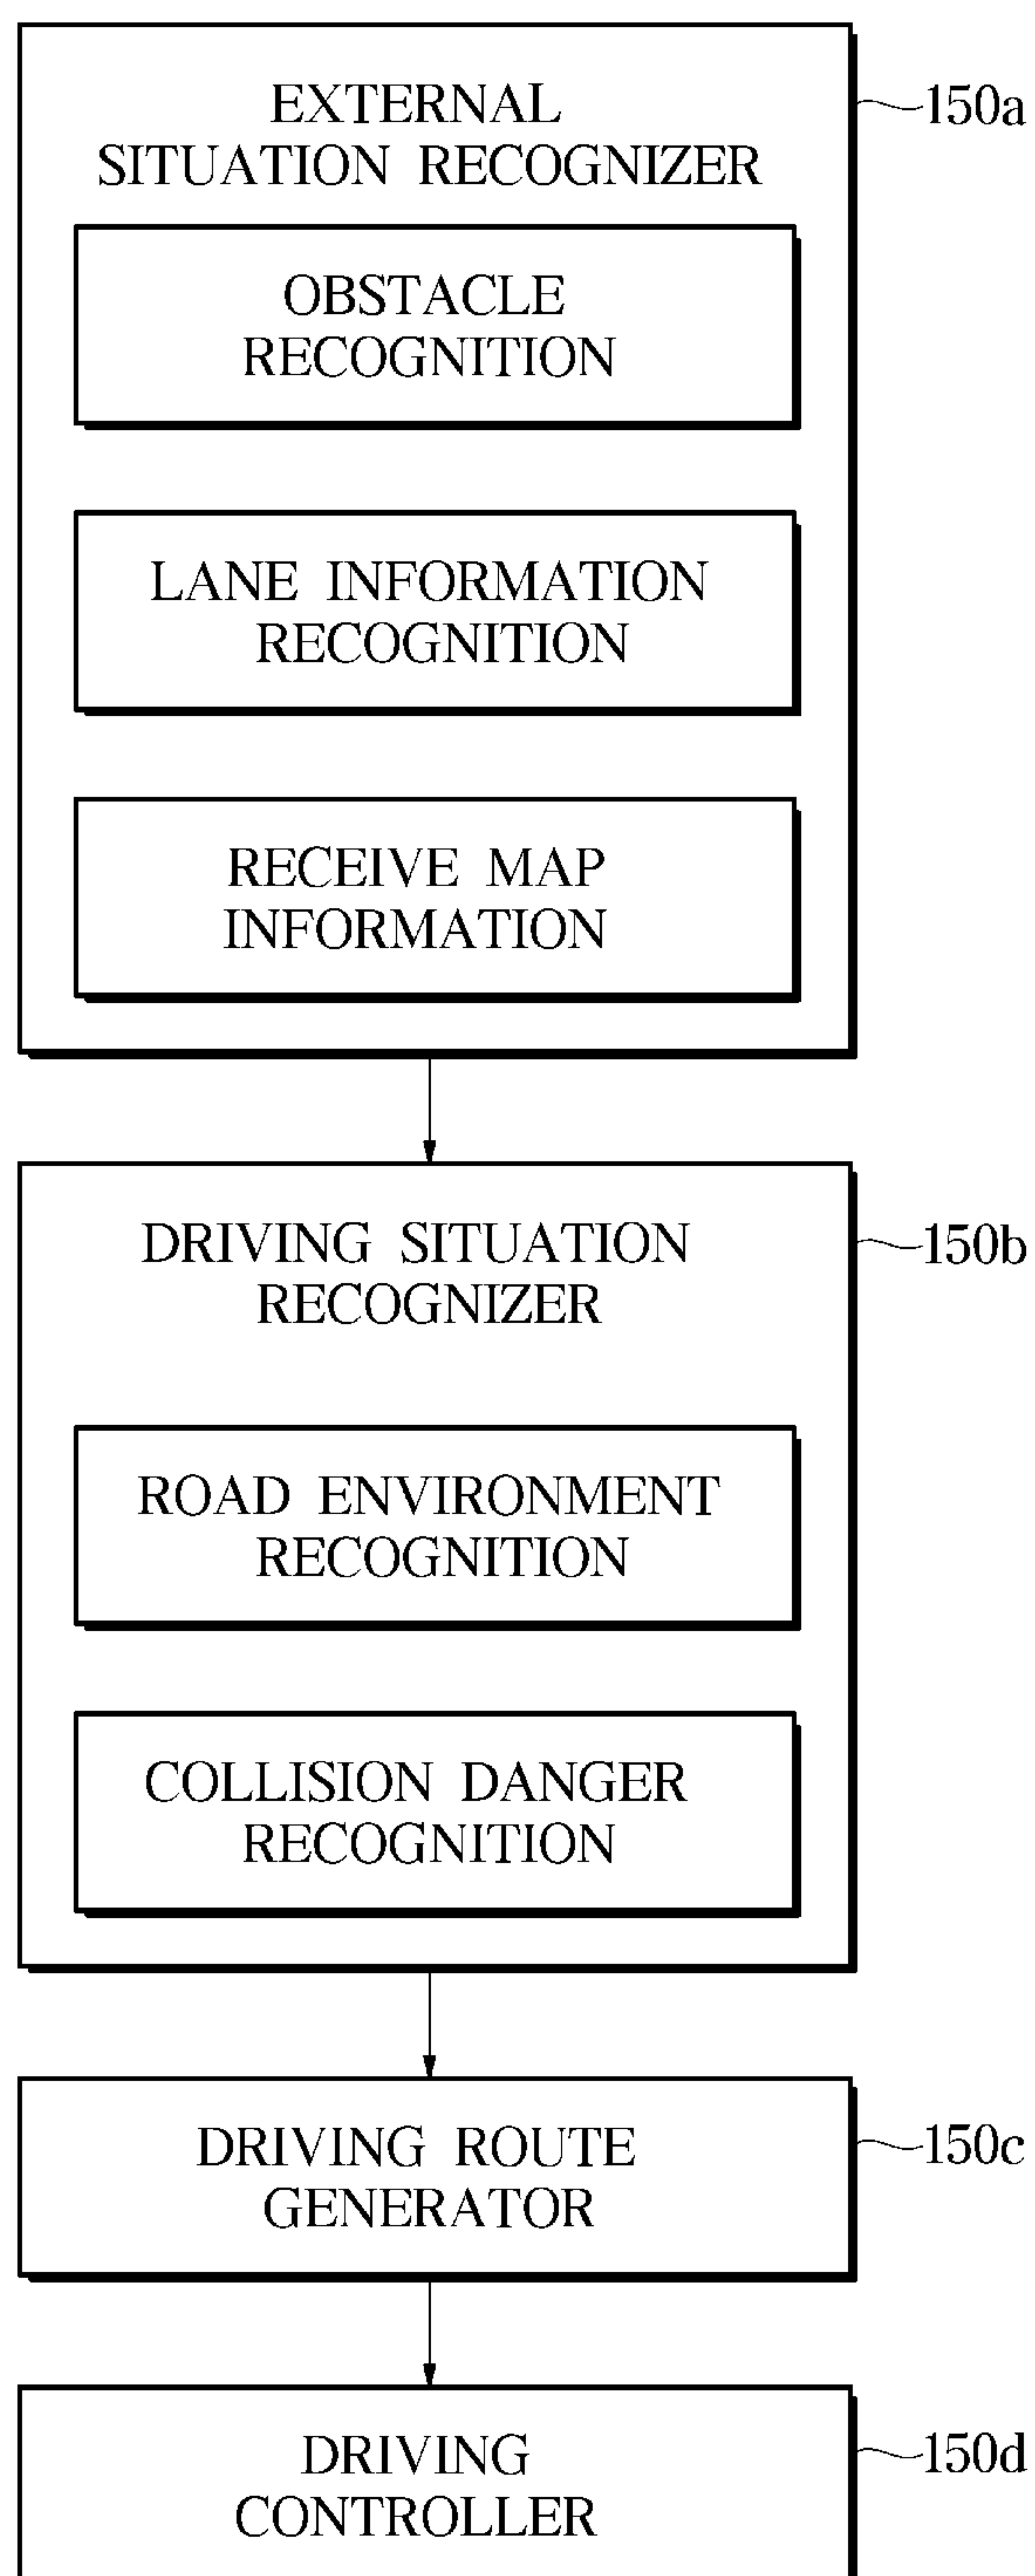 EXTERNAL
150a
SITUATION RECOGNIZER
OBSTACLE
RECOGNITION
LANE INFORMATION
RECOGNITION
RECEIVE MAP
INFORMATION
DRIVING SITUATION
150b
RECOGNIZER
ROAD ENVIRONMENT
RECOGNITION
COLLISION DANGER
RECOGNITION
DRIVING ROUTE
150c
GENERATOR
DRIVING
150d
CONTROLLER